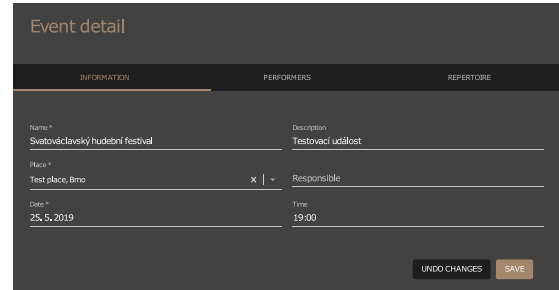 Event detail
INFORMATION PERFORMERS REPERTOIRE
Name * Description
Svatováclavský hudební festival Testovací událost
Place *
Test place, Brno x Responsible
Date * Time
25. 5. 2019 19:00
UNDO CHANGES SAVE